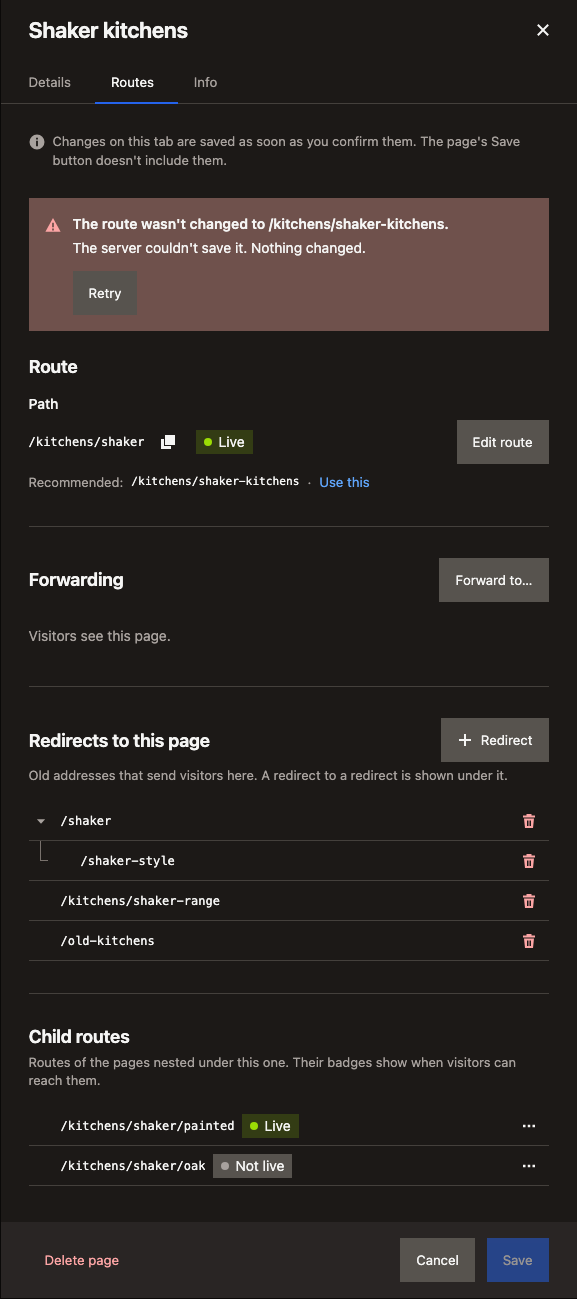 Shaker kitchens
Details Routes Info
Changes on this tab are saved as soon as you confirm them. The page's Save
button doesn't include them.
The route wasn't changed to /kitchens/shaker-kitchens.
The server couldn't save it. Nothing changed.
Retry
Route
Path
/kitchens/shaker Live Edit route
Recommended: /kitchens/shaker-kitchens · Use this
Forwarding Forward to...
Visitors see this page.
Redirects to this page Redirect
Old addresses that send visitors here. A redirect to a redirect is shown under it.
/shaker
/shaker-style
/kitchens/shaker-range
/old-kitchens
Child routes
Routes of the pages nested under this one. Their badges show when visitors can
reach them.
/kitchens/shaker/painted Live
/kitchens/shaker/oak Not live
Delete page Cancel Save